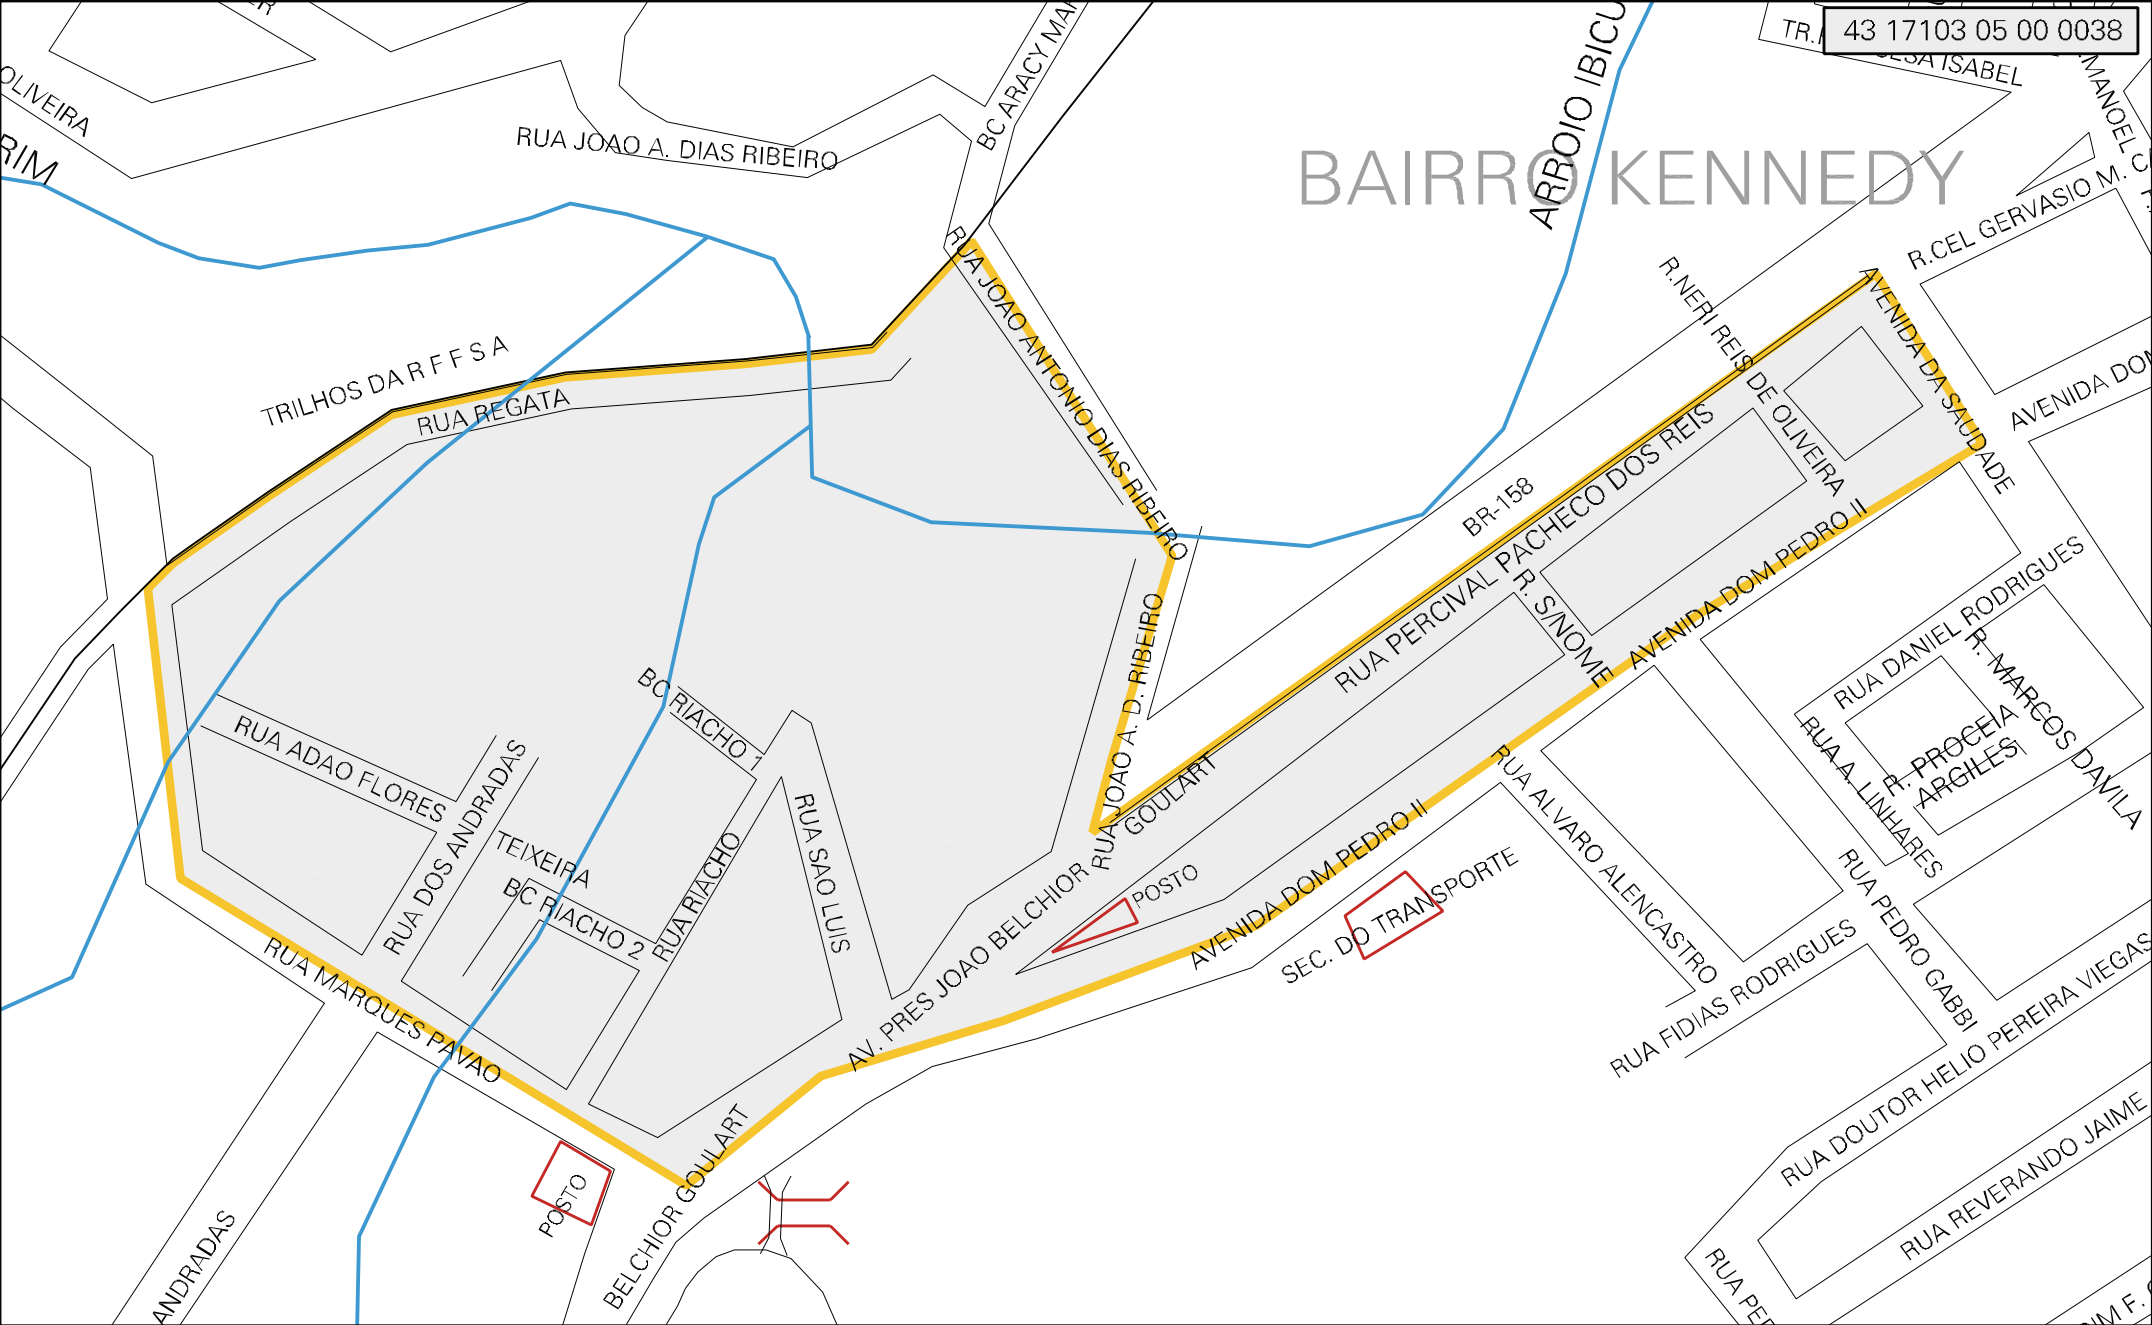 43 17103 05 00 0038
OLIVEIRA
RIM
RUA JOAO A. DIAS RIBEIRO
ARROIO IBICU
TR.
ISABEL
BAIRRO KENNEDY
MANOEL
R.CEL GERVASIO M.
R.NERI REIS DE OLIVEIRA
AVENIDA DA SAUDADE
RUA JOAO ANTONIO DIAS RIBEIRO
TRILHOS DA R F F S A
RUA REGATA
AVENIDA DOM
BR-158
RUA PERCIVAL PACHECO DOS REIS
R. S/NOME
AVENIDA DOM PEDRO II
RUA DANIEL RODRIGUES
R. MARCOS DAVILA
RUA JOAO A. D. RIBEIRO
BC RIACHO 1
RUA ADAO FLORES
RUA DOS ANDRADAS
TEIXEIRA
BC RIACHO 2
RUA RIACHO
RUA SAO LUIS
GOULART
AV. PRES JOAO BELCHIOR
POSTO
AVENIDA DOM PEDRO II
SEC. DO TRANSPORTE
RUA ALVARO ALENCASTRO
RUA A. LINHARES
R. PROCEIA
ARGILES
RUA PEDRO GABBI
RUA FIDIAS RODRIGUES
RUA DOUTOR HELIO PEREIRA VIEGAS
RUA REVERANDO JAIME
RUA MARQUES PAVAO
POSTO
BELCHIOR GOULART
ANDRADAS
RUA PE